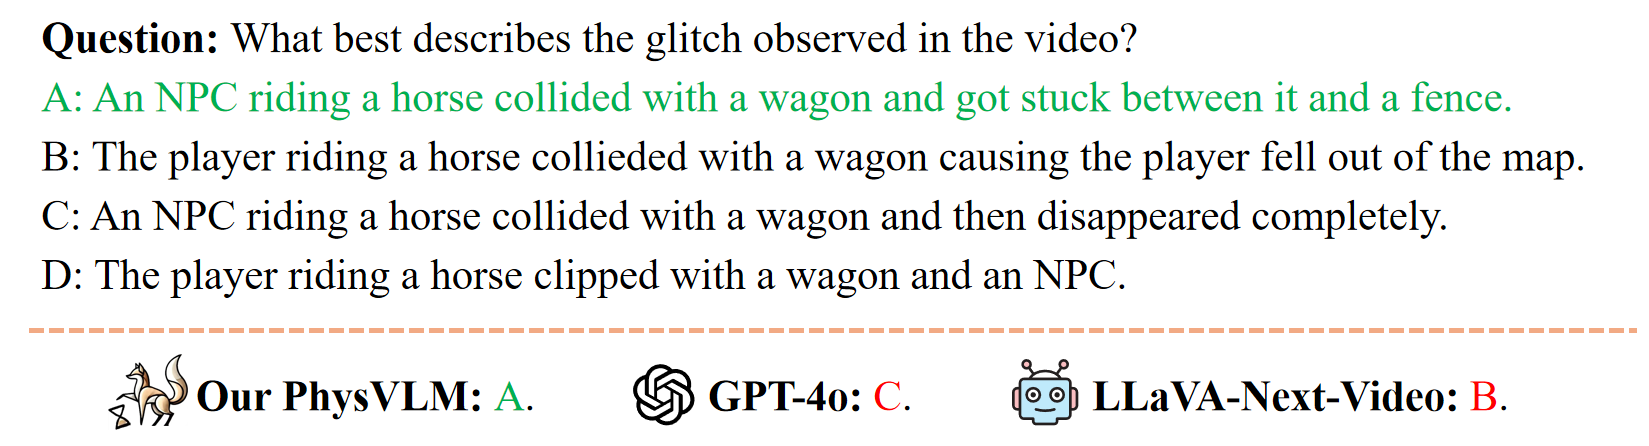 Question: What best describes the glitch observed in the video?
A: An NPC riding a horse collided with a wagon and got stuck between it and a fence.
B: The player riding a horse collieded with a wagon causing the player fell out of the map.
C: An NPC riding a horse collided with a wagon and then disappeared completely.
D: The player riding a horse clipped with a wagon and an NPC.
Our PhysVLM: A. GPT-4o: C. LLaVA-Next-Video: B.